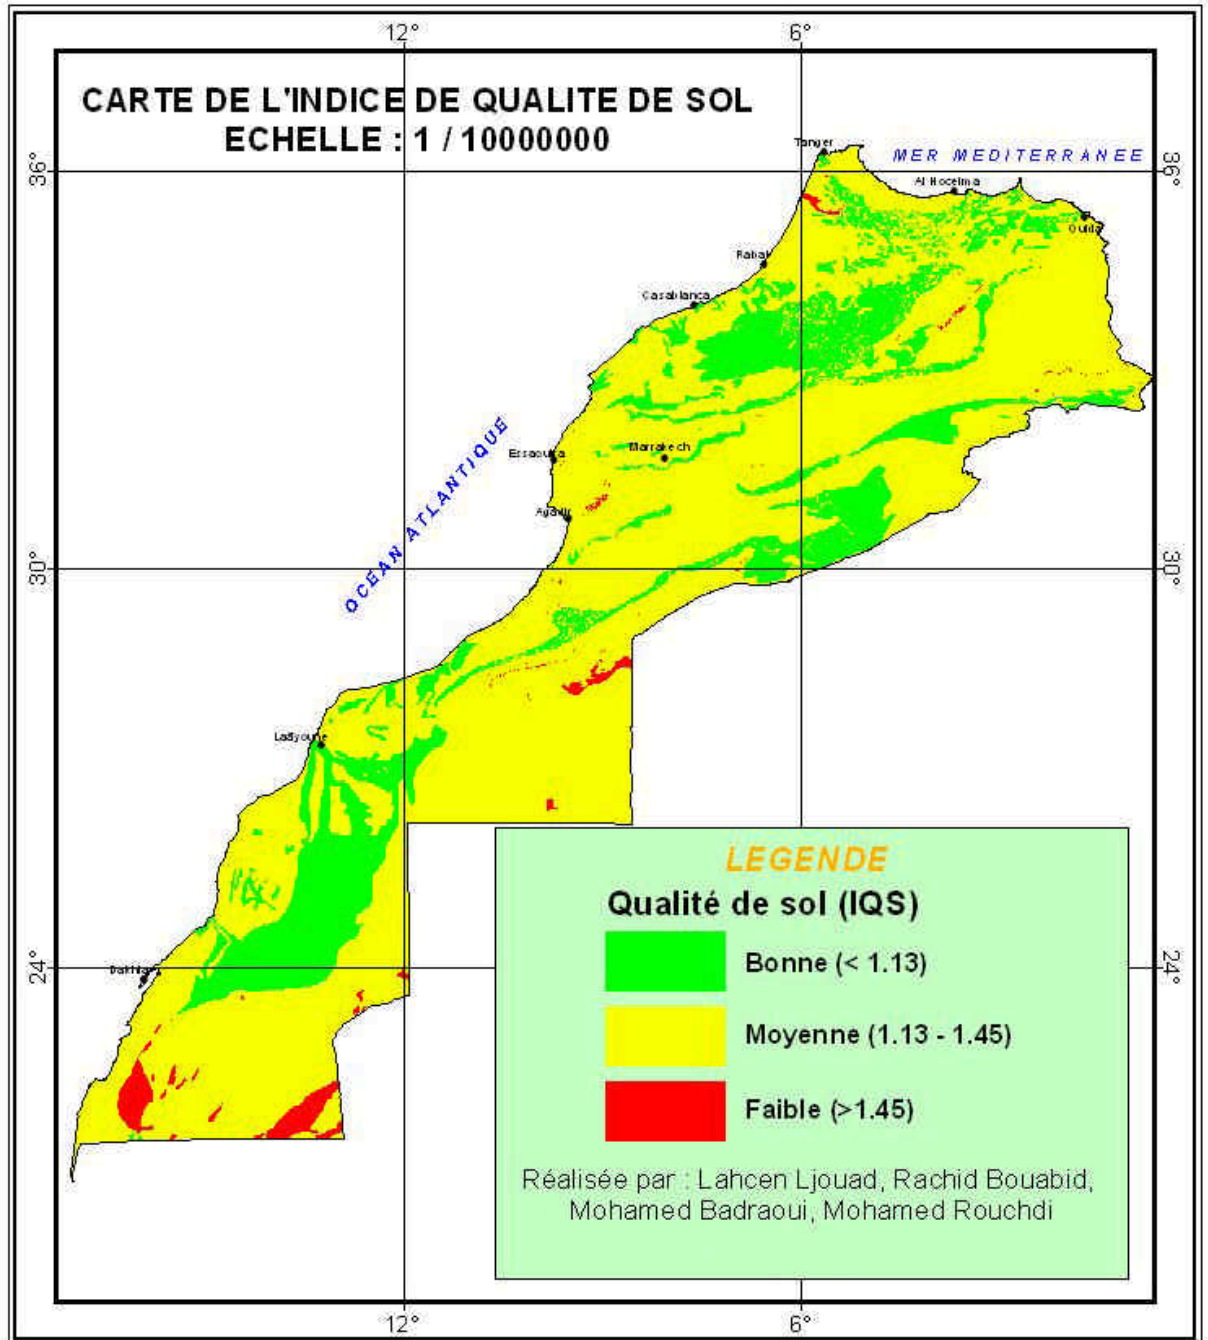 12°
6°
CARTE DE L'INDICE DE QUALITE DE SOL
ECHELLE : 1 / 10000000
Tanger
MER MEDITERRANEE
36°
36°
Al Hoceima
Oujda
Rabat
Casablanca
OCEAN ATLANTIQUE
Essaouira
Marrakech
Agadir
30°
30°
Laâyoune
LEGENDE
Qualité de sol (IQS)
Bonne (< 1.13)
24°
Dakhla
24°
Moyenne (1.13 - 1.45)
Faible (>1.45)
Réalisée par : Lahcen Ljouad, Rachid Bouabid,
Mohamed Badraoui, Mohamed Rouchdi
12°
6°